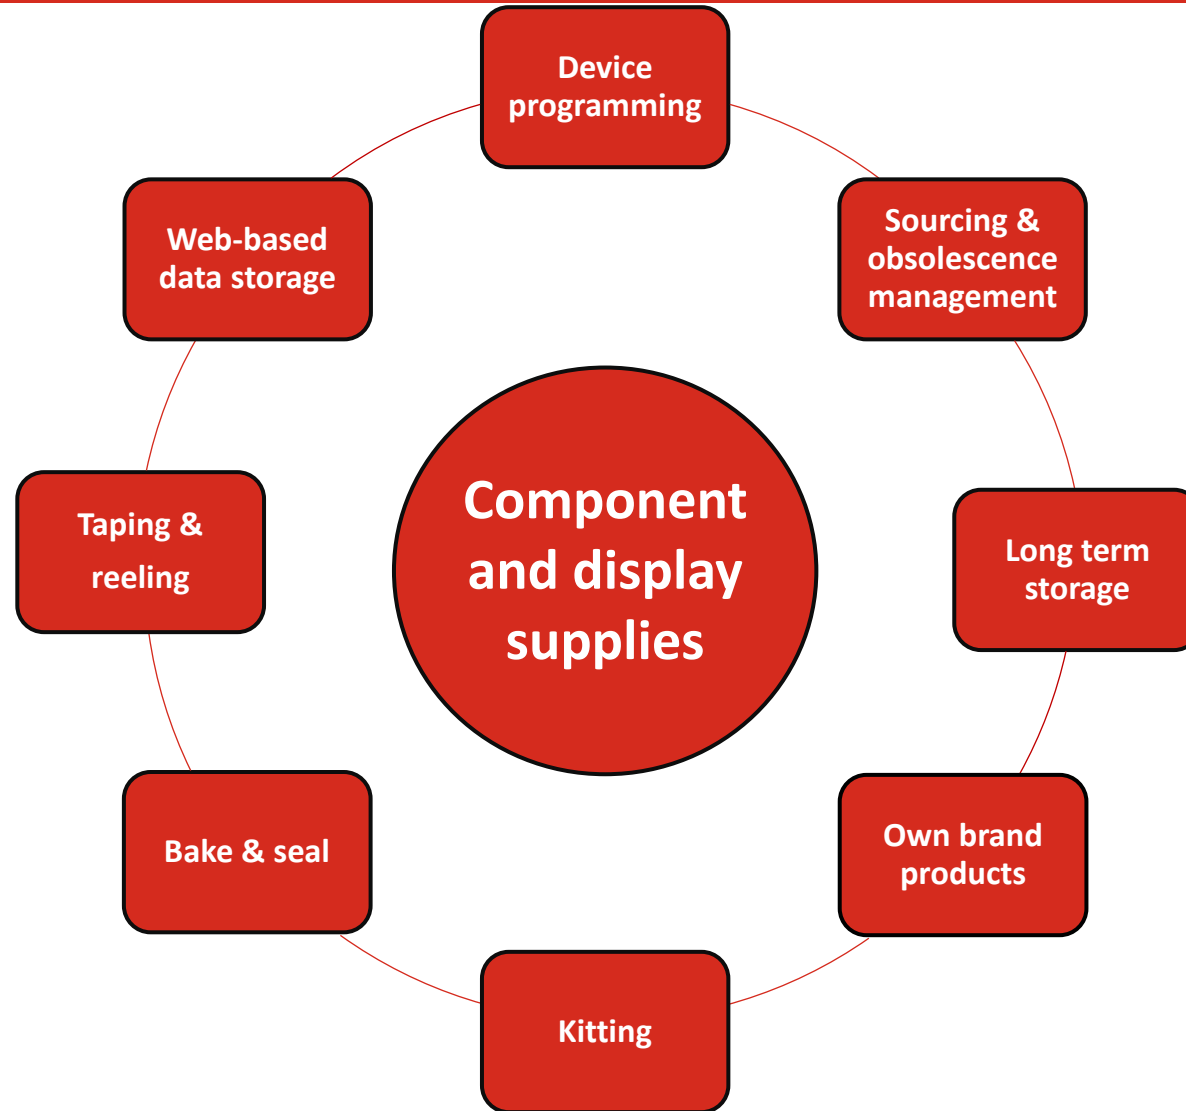 Device
programming
Sourcing &
obsolescence
management
Long term
storage
Own brand
products
Kitting
Bake & seal
Taping &
reeling
Web-based
data storage
Component
and display
supplies